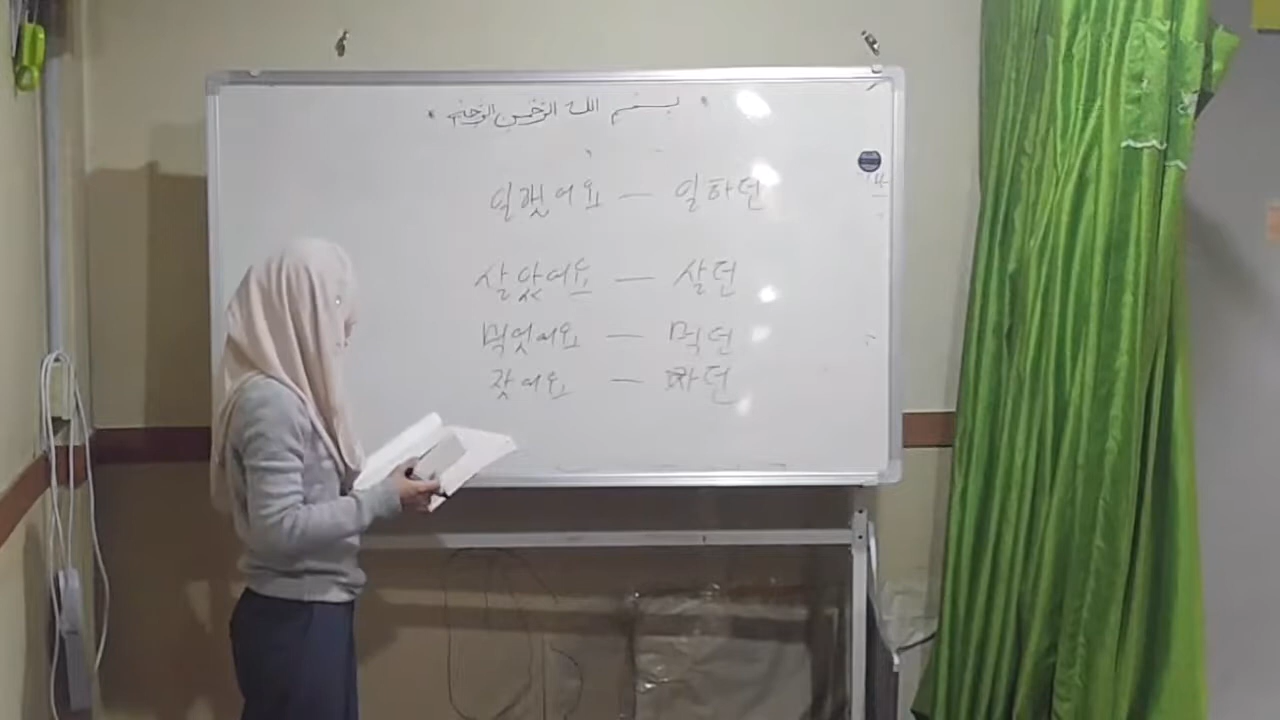 بسم الله الرحمن الرحيم
일했어요 — 일하던
살았어요 — 살던
먹엇어요 — 먹던
잤어요 — 자던